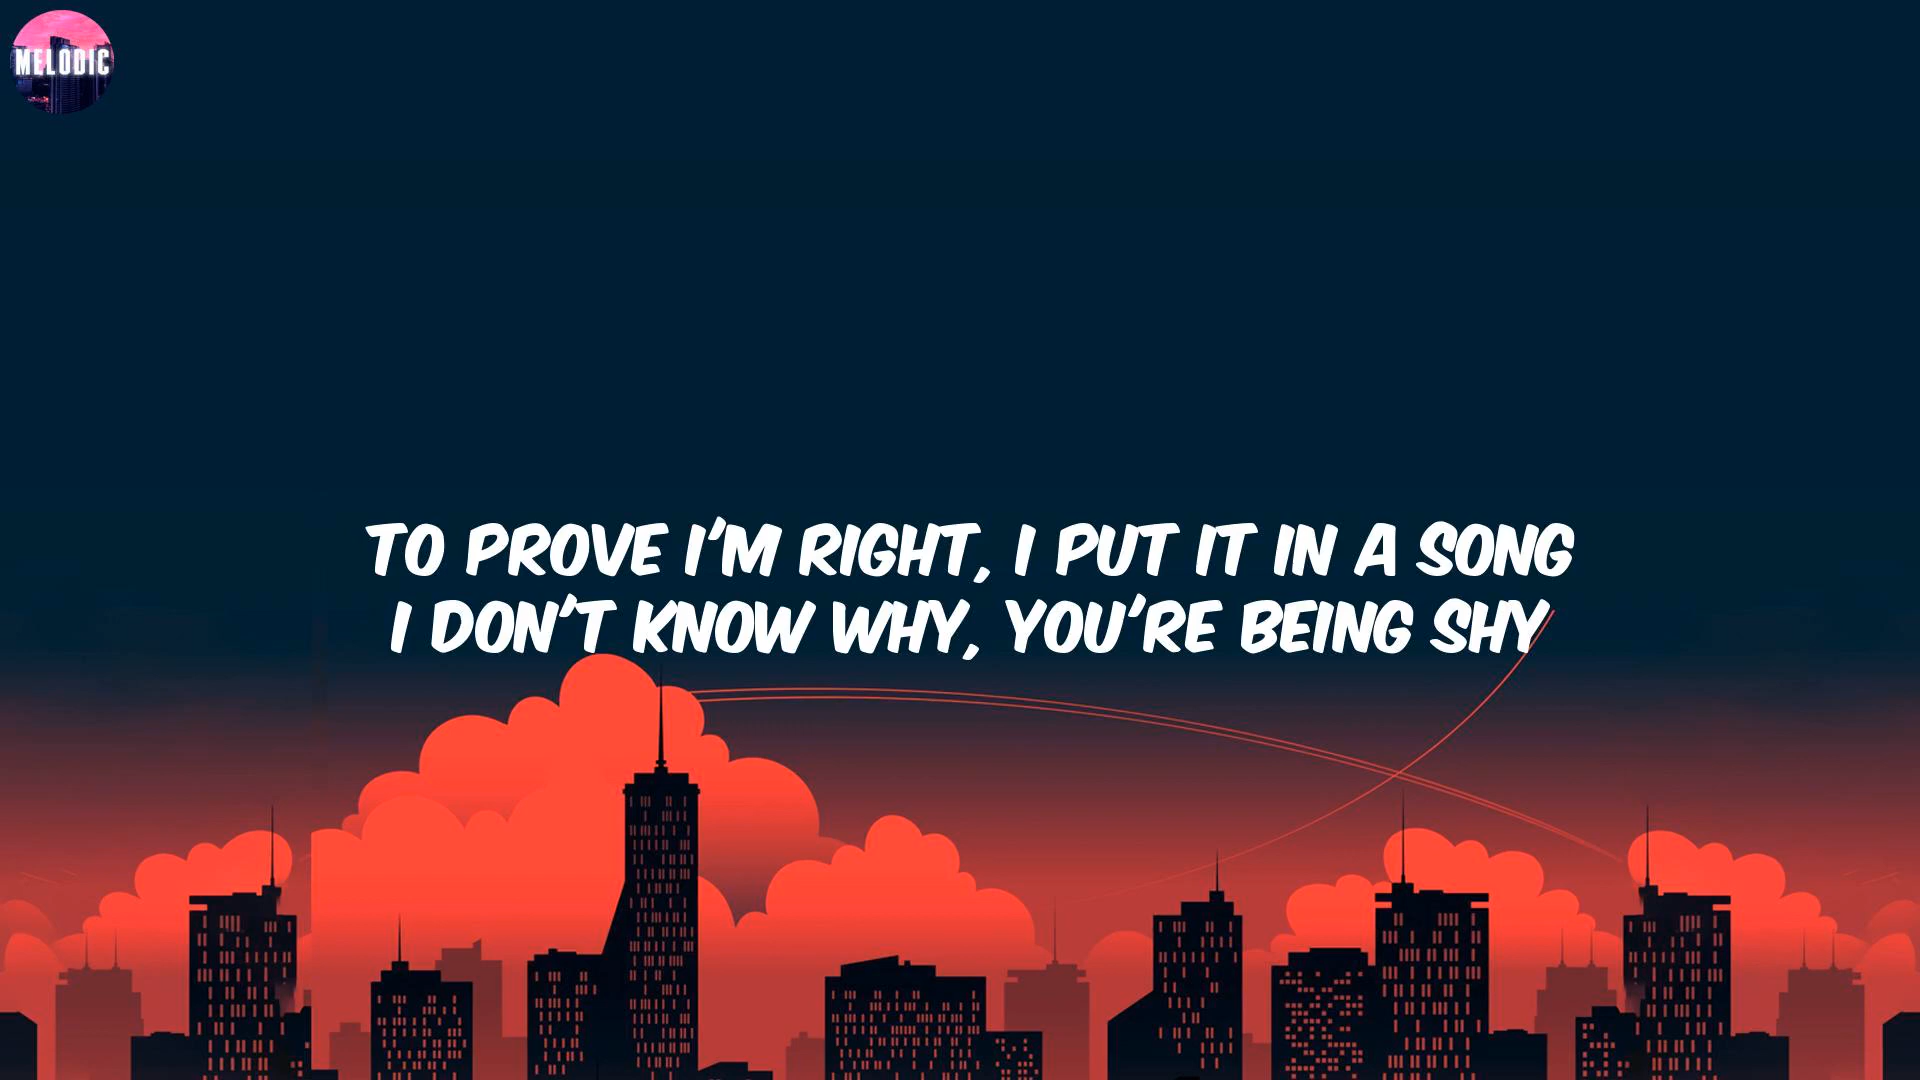 MELODIC
TO PROVE I'M RIGHT, I PUT IT IN A SONG
I DON'T KNOW WHY, YOU'RE BEING SHY